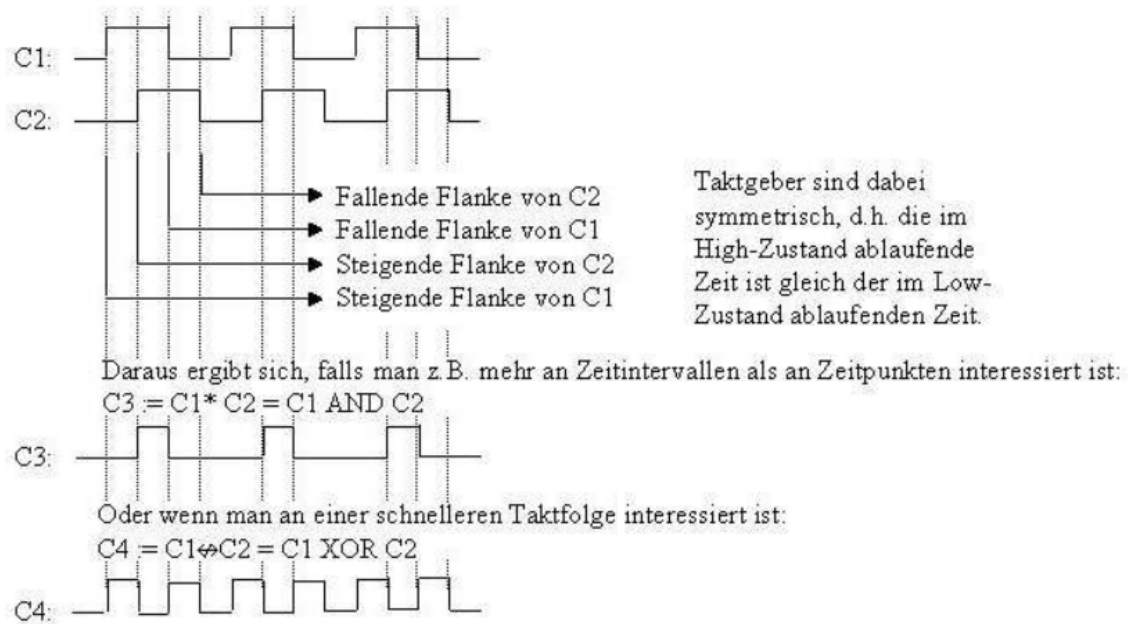 C1:
C2:
Fallende Flanke von C2
Fallende Flanke von C1
Steigende Flanke von C2
Steigende Flanke von C1
Taktgeber sind dabei
symmetrisch, d.h. die im
High-Zustand ablaufende
Zeit ist gleich der im Low-
Zustand ablaufenden Zeit.
Daraus ergibt sich, falls man z.B. mehr an Zeitintervallen als an Zeitpunkten interessiert ist:
C3 := C1* C2 = C1 AND C2
C3:
Oder wenn man an einer schnelleren Taktfolge interessiert ist:
C4 := C1⇎C2 = C1 XOR C2
C4: